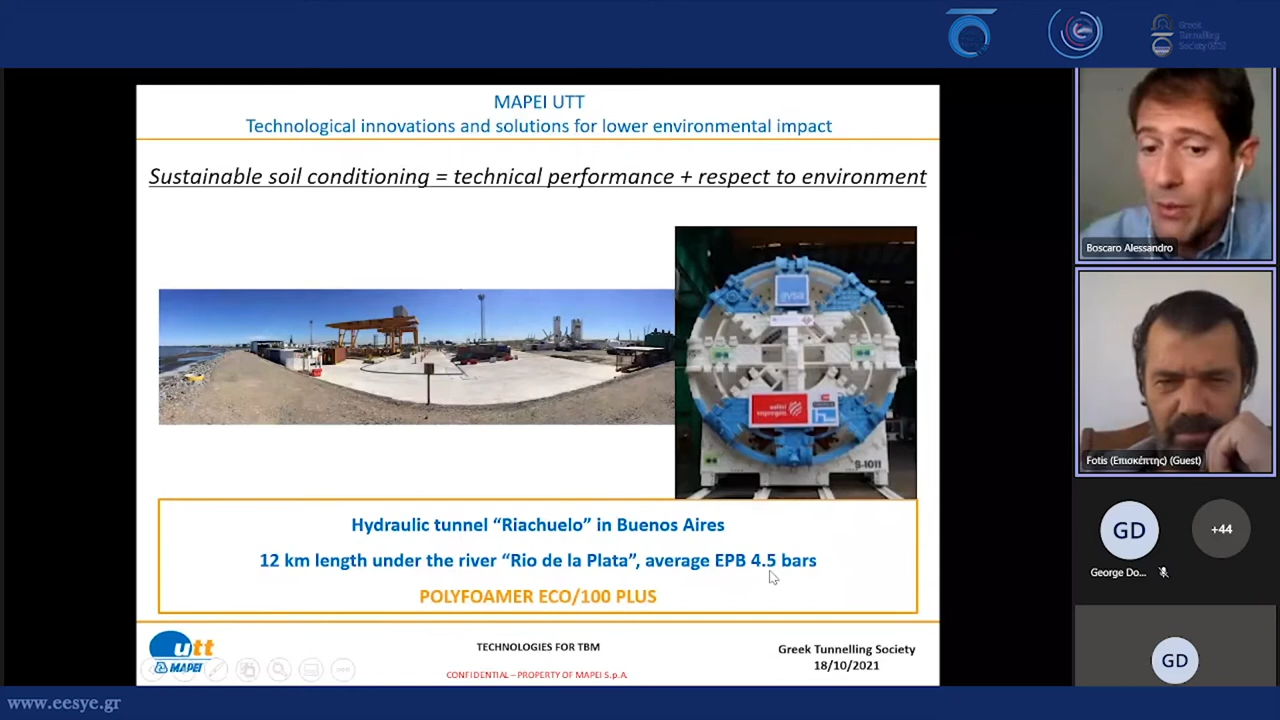 Greek
Tunnelling
Society
MAPEI UTT
Technological innovations and solutions for lower environmental impact
Sustainable soil conditioning = technical performance + respect to environment
aysa
S-1011
Hydraulic tunnel “Riachuelo” in Buenos Aires
12 km length under the river “Rio de la Plata”, average EPB 4.5 bars
POLYFOAMER ECO/100 PLUS
utt
MAPEI
TECHNOLOGIES FOR TBM
CONFIDENTIAL – PROPERTY OF MAPEI S.p.A.
Greek Tunnelling Society
18/10/2021
Boscaro Alessandro
Fotis (Επισκέπτης) (Guest)
GD
+44
George Do...
GD
www.eesye.gr